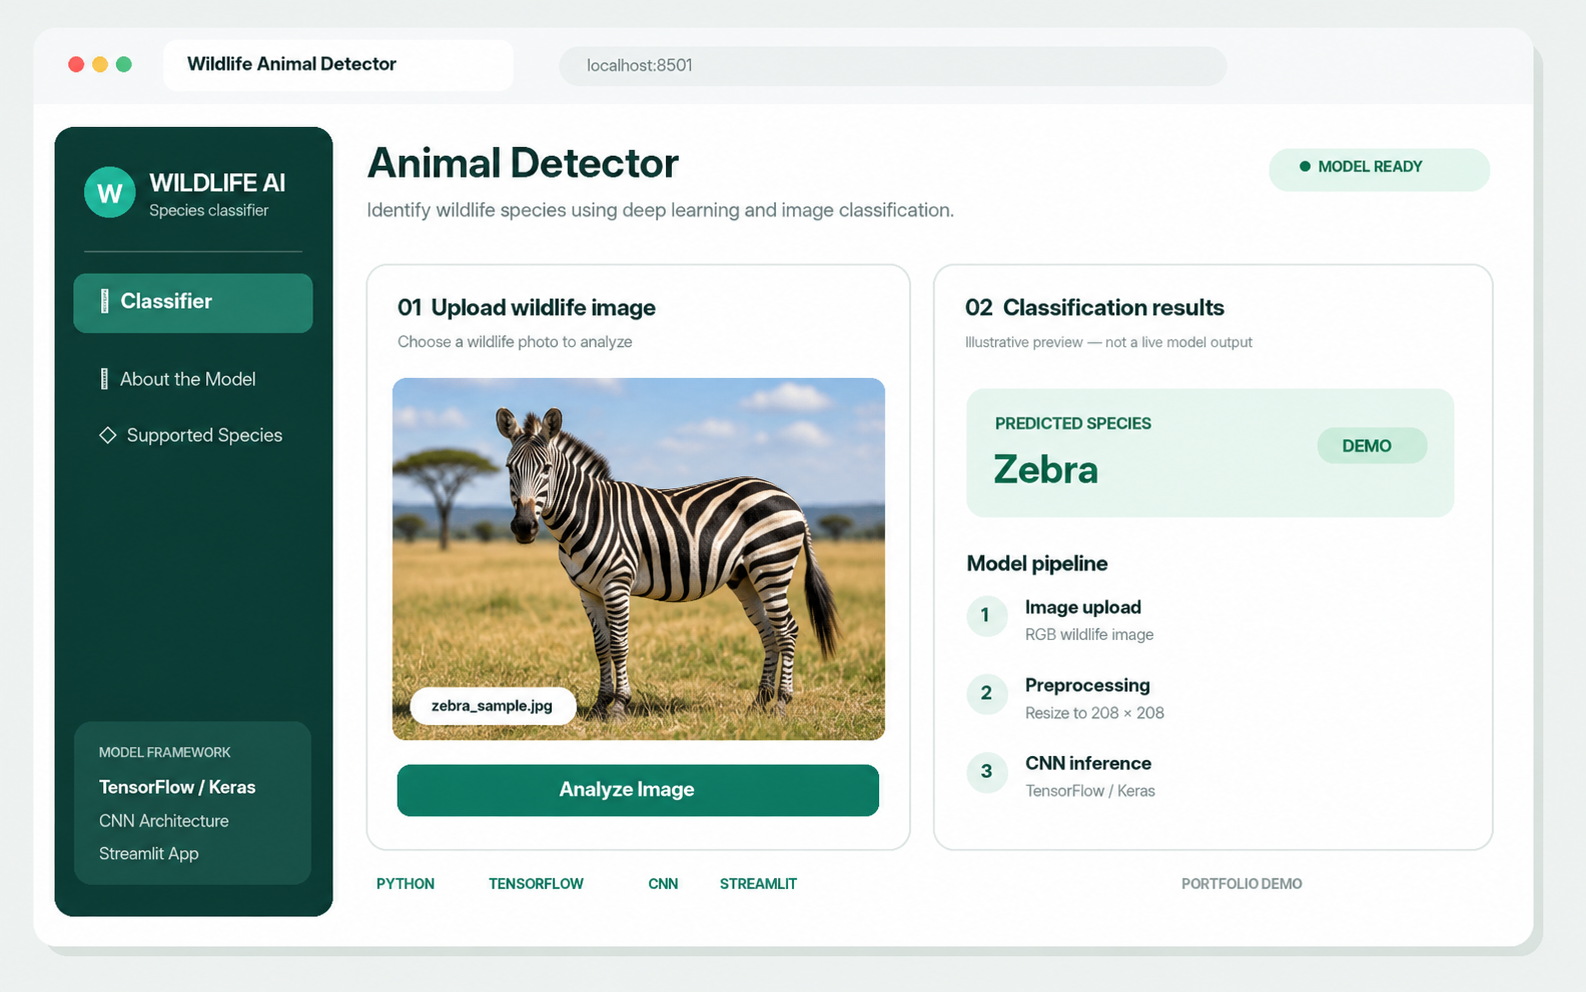 Wildlife Animal Detector
localhost:8501
W
WILDLIFE AI
Species classifier
Classifier
About the Model
Supported Species
MODEL FRAMEWORK
TensorFlow / Keras
CNN Architecture
Streamlit App
Animal Detector
Identify wildlife species using deep learning and image classification.
MODEL READY
01 Upload wildlife image
Choose a wildlife photo to analyze
zebra_sample.jpg
Analyze Image
02 Classification results
Illustrative preview — not a live model output
PREDICTED SPECIES
Zebra
DEMO
Model pipeline
1 Image upload
RGB wildlife image
2 Preprocessing
Resize to 208 × 208
3 CNN inference
TensorFlow / Keras
PYTHON TENSORFLOW CNN STREAMLIT PORTFOLIO DEMO